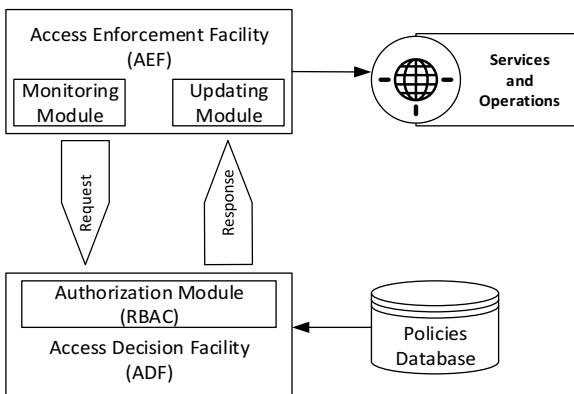 Access Enforcement Facility
(AEF)
Monitoring
Module
Updating
Module
Services
and
Operations
Request
Response
Authorization Module
(RBAC)
Access Decision Facility
(ADF)
Policies
Database